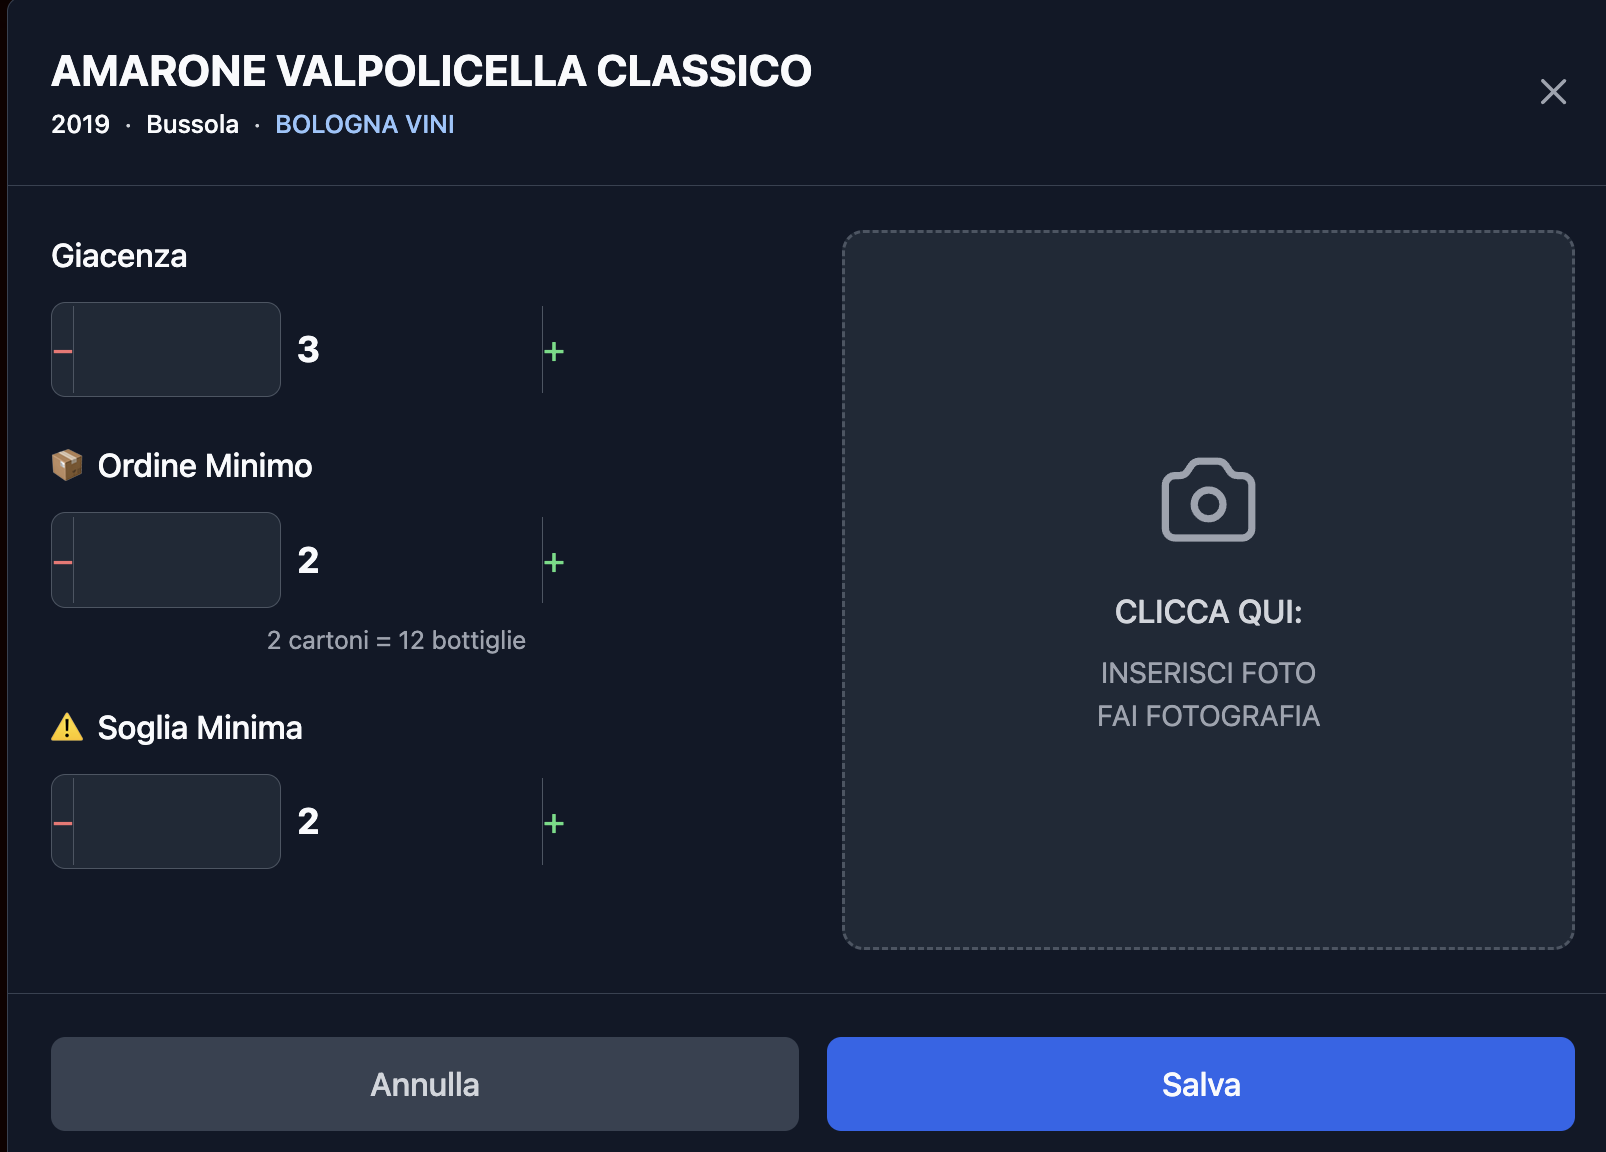 AMARONE VALPOLICELLA CLASSICO
2019 · Bussola · BOLOGNA VINI
Giacenza
− 3 +
📦 Ordine Minimo
− 2 +
2 cartoni = 12 bottiglie
⚠️ Soglia Minima
− 2 +
CLICCA QUI:
INSERISCI FOTO
FAI FOTOGRAFIA
Annulla
Salva